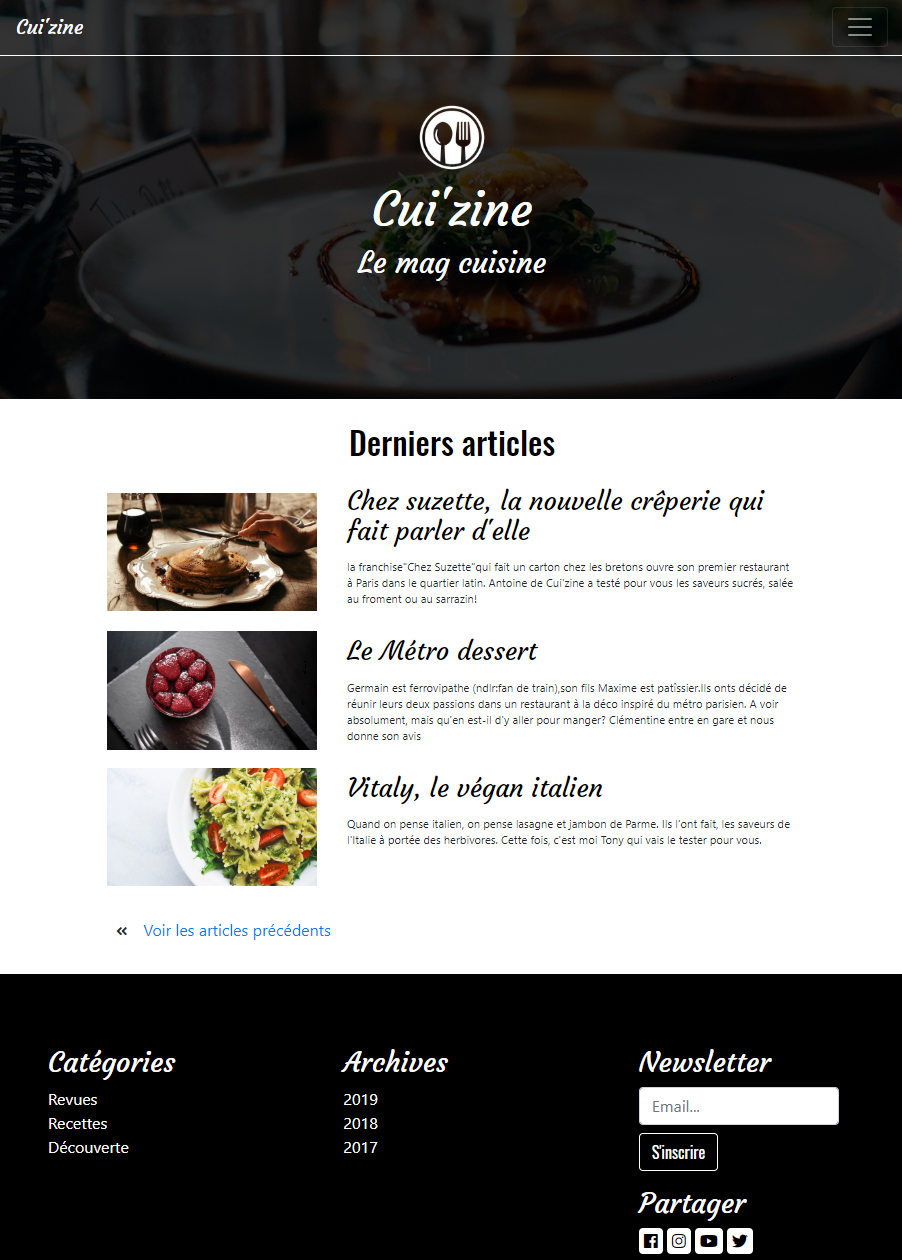 Cui'zine
Cui'zine
Le mag cuisine
Derniers articles
Chez suzette, la nouvelle crêperie qui
fait parler d'elle
la franchise"Chez Suzette"qui fait un carton chez les bretons ouvre son premier restaurant
à Paris dans le quartier latin. Antoine de Cui'zine a testé pour vous les saveurs sucrés, salée
au froment ou au sarrazin!
Le Métro dessert
Germain est ferrovipathe (ndlr:fan de train),son fils Maxime est patîssier.Ils onts décidé de
réunir leurs deux passions dans un restaurant à la déco inspiré du métro parisien. A voir
absolument, mais qu'en est-il d'y aller pour manger? Clémentine entre en gare et nous
donne son avis
Vitaly, le végan italien
Quand on pense italien, on pense lasagne et jambon de Parme. Ils l'ont fait, les saveurs de
l'Italie à portée des herbivores. Cette fois, c'est moi Tony qui vais le tester pour vous.
« Voir les articles précédents
Catégories
Revues
Recettes
Découverte
Archives
2019
2018
2017
Newsletter
Email...
S'inscrire
Partager